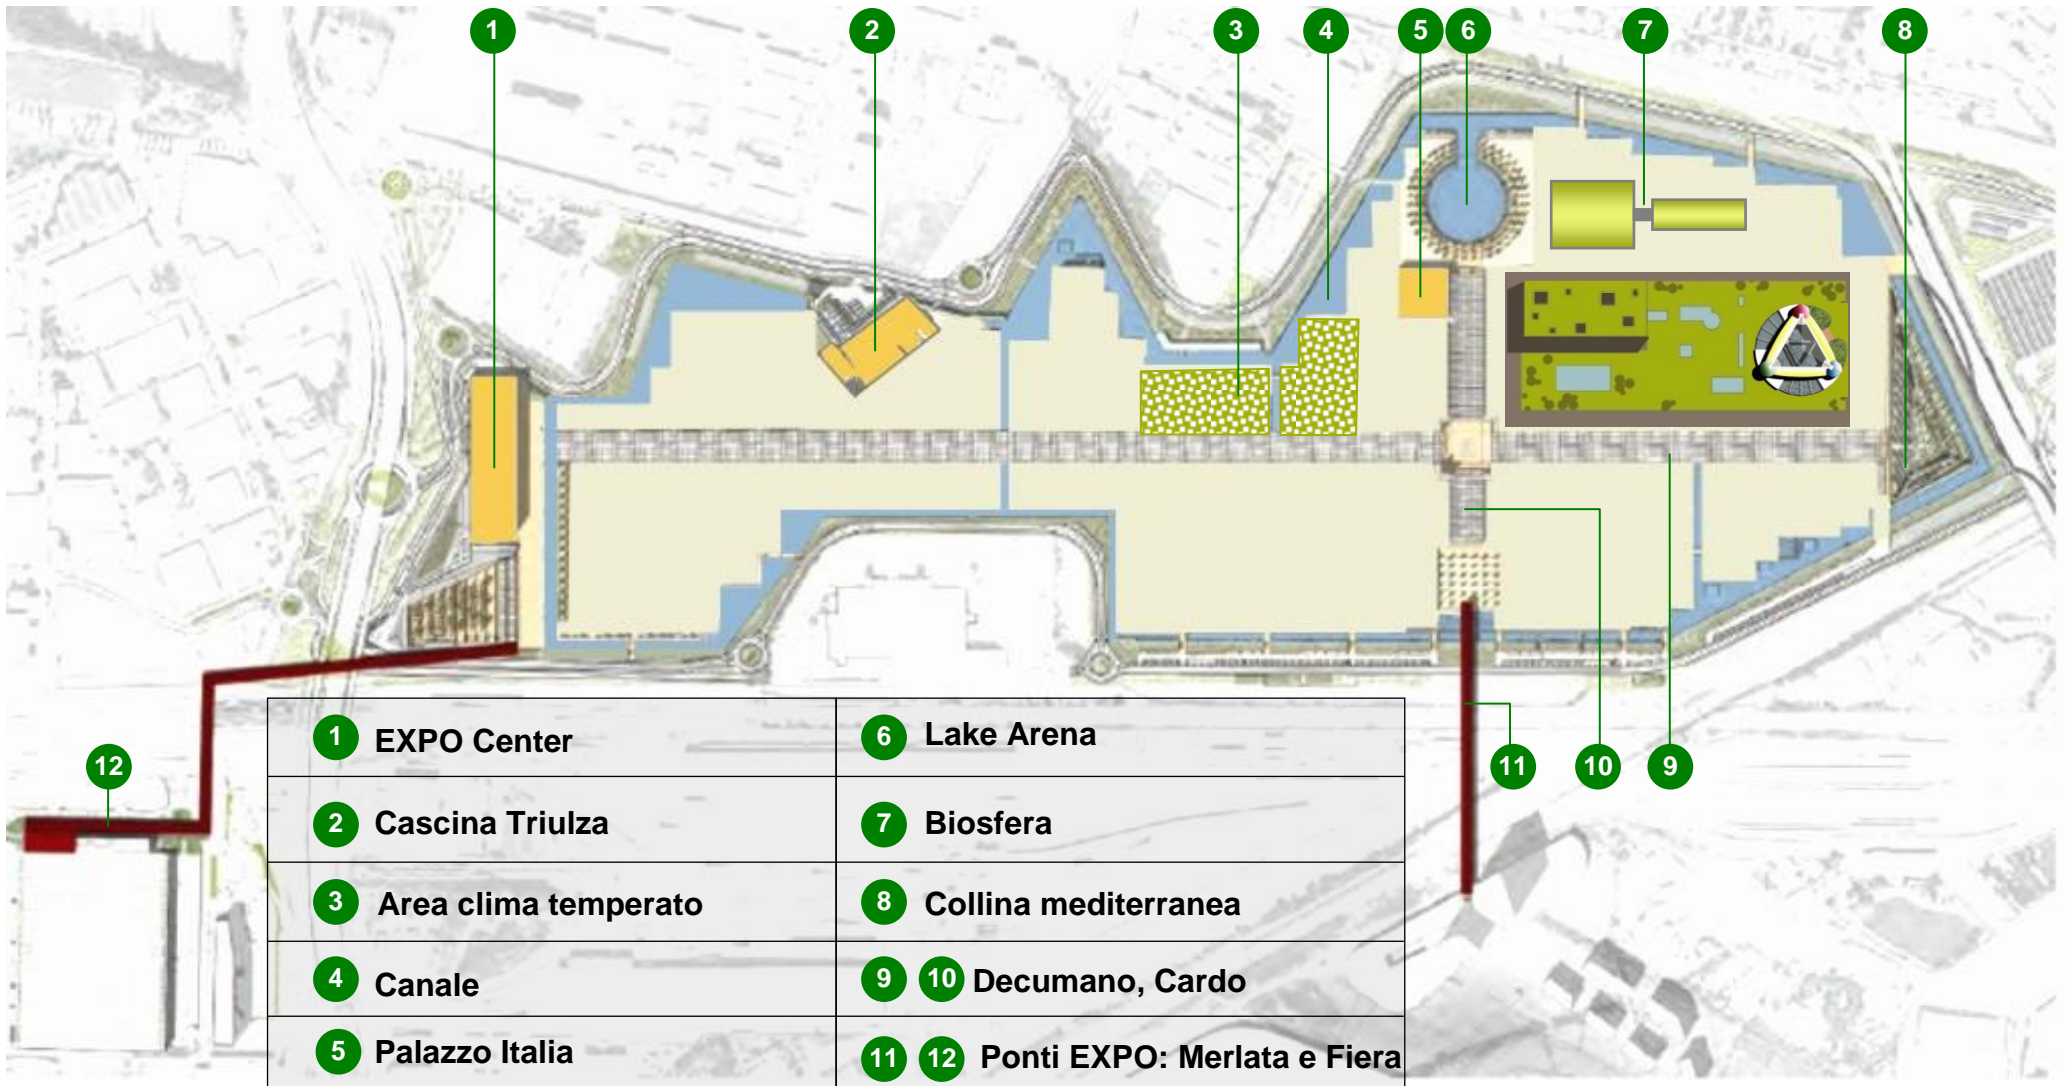 1 2 3 4 5 6 7 8
12 11 10 9
1 EXPO Center
6 Lake Arena
2 Cascina Triulza
7 Biosfera
3 Area clima temperato
8 Collina mediterranea
4 Canale
9 10 Decumano, Cardo
5 Palazzo Italia
11 12 Ponti EXPO: Merlata e Fiera